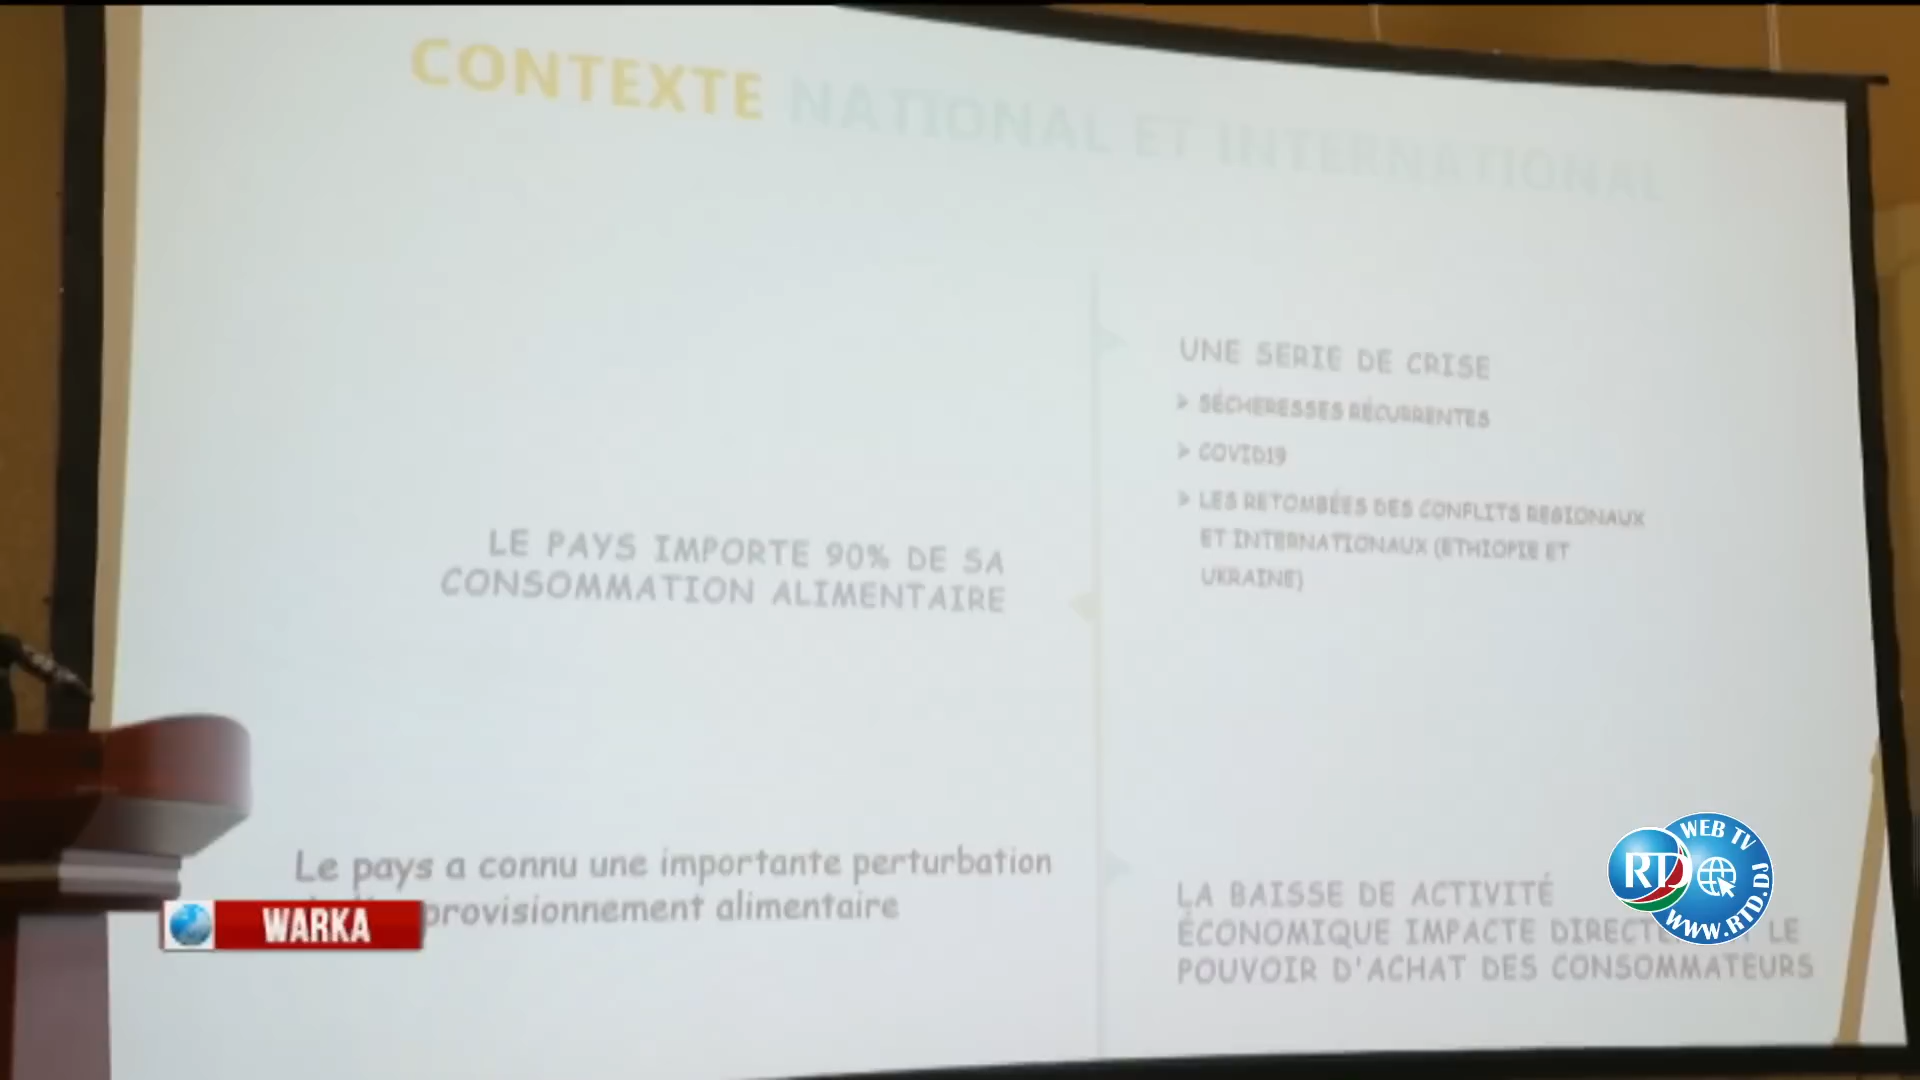 CONTEXTE NATIONAL ET INTERNATIONAL
UNE SERIE DE CRISE
SÉCHERESSES RÉCURRENTES
COVID19
LES RETOMBÉES DES CONFLITS REGIONAUX
ET INTERNATIONAUX (ETHIOPIE ET
UKRAINE)
LE PAYS IMPORTE 90% DE SA
CONSOMMATION ALIMENTAIRE
Le pays a connu une importante perturbation
provisionnement alimentaire
LA BAISSE DE ACTIVITÉ
ÉCONOMIQUE IMPACTE LE
POUVOIR D'ACHAT DES CONSOMMATEURS
WARKA
RTD
WEB TV
WWW.RTD.DJ